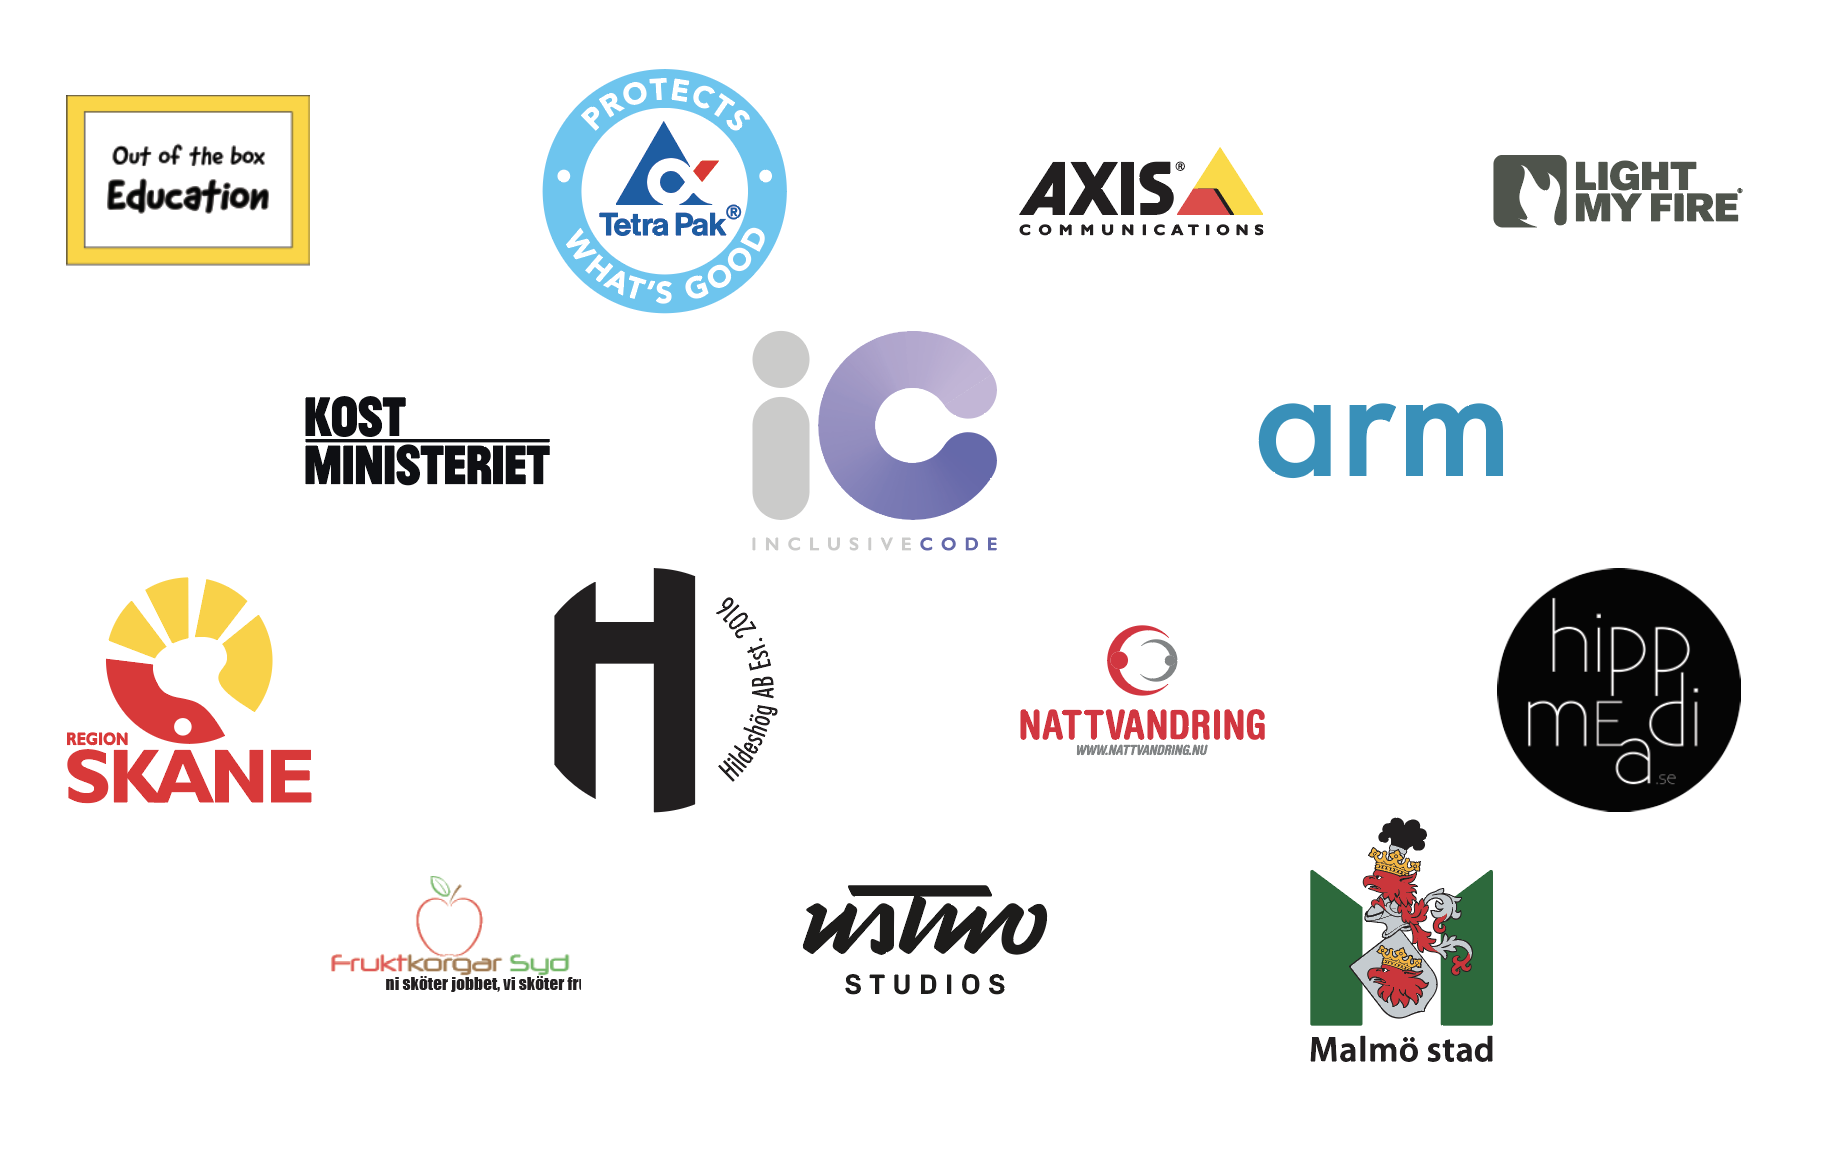 Out of the box
Education
PROTECTS
Tetra Pak®
WHAT'S GOOD
AXIS®
COMMUNICATIONS
LIGHT
MY FIRE®
KOST
MINISTERIET
iC
INCLUSIVECODE
arm
REGION
SKÅNE
H
Hildeshög AB Est. 2016
NATTVANDRING
WWW.NATTVANDRING.NU
hipp
mEdi
a.se
Fruktkorgar Syd
ni sköter jobbet, vi sköter fru
ustwo
STUDIOS
M
Malmö stad